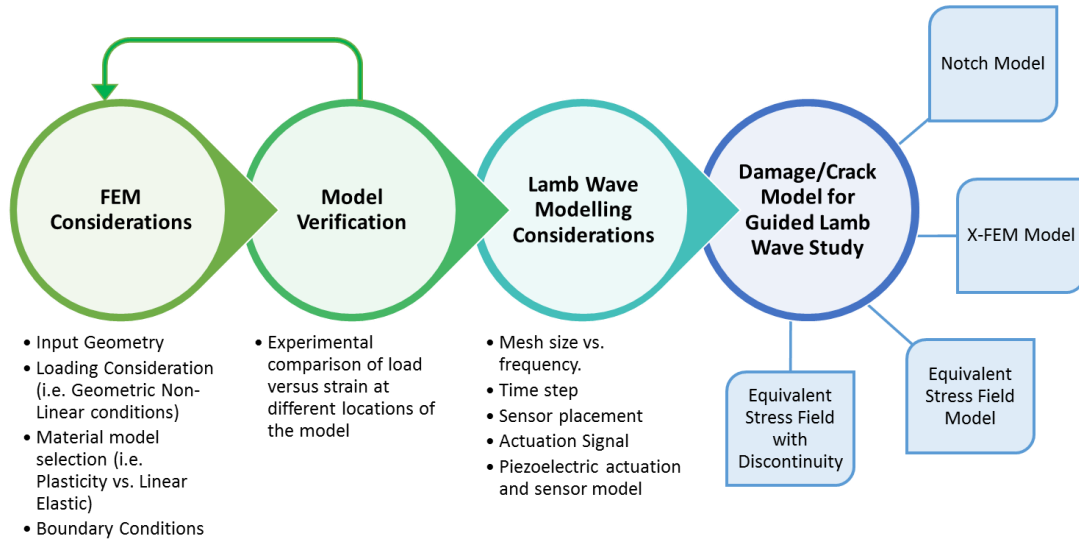 FEM
Considerations
• Input Geometry
• Loading Consideration
(i.e. Geometric Non-
Linear conditions)
• Material model
selection (i.e.
Plasticity vs. Linear
Elastic)
• Boundary Conditions
Model
Verification
• Experimental
comparison of load
versus strain at
different locations of
the model
Lamb Wave
Modelling
Considerations
• Mesh size vs.
frequency.
• Time step
• Sensor placement
• Actuation Signal
• Piezoelectric actuation
and sensor model
Damage/Crack
Model for
Guided Lamb
Wave Study
Notch Model
X-FEM Model
Equivalent
Stress Field
Model
Equivalent
Stress Field
with
Discontinuity